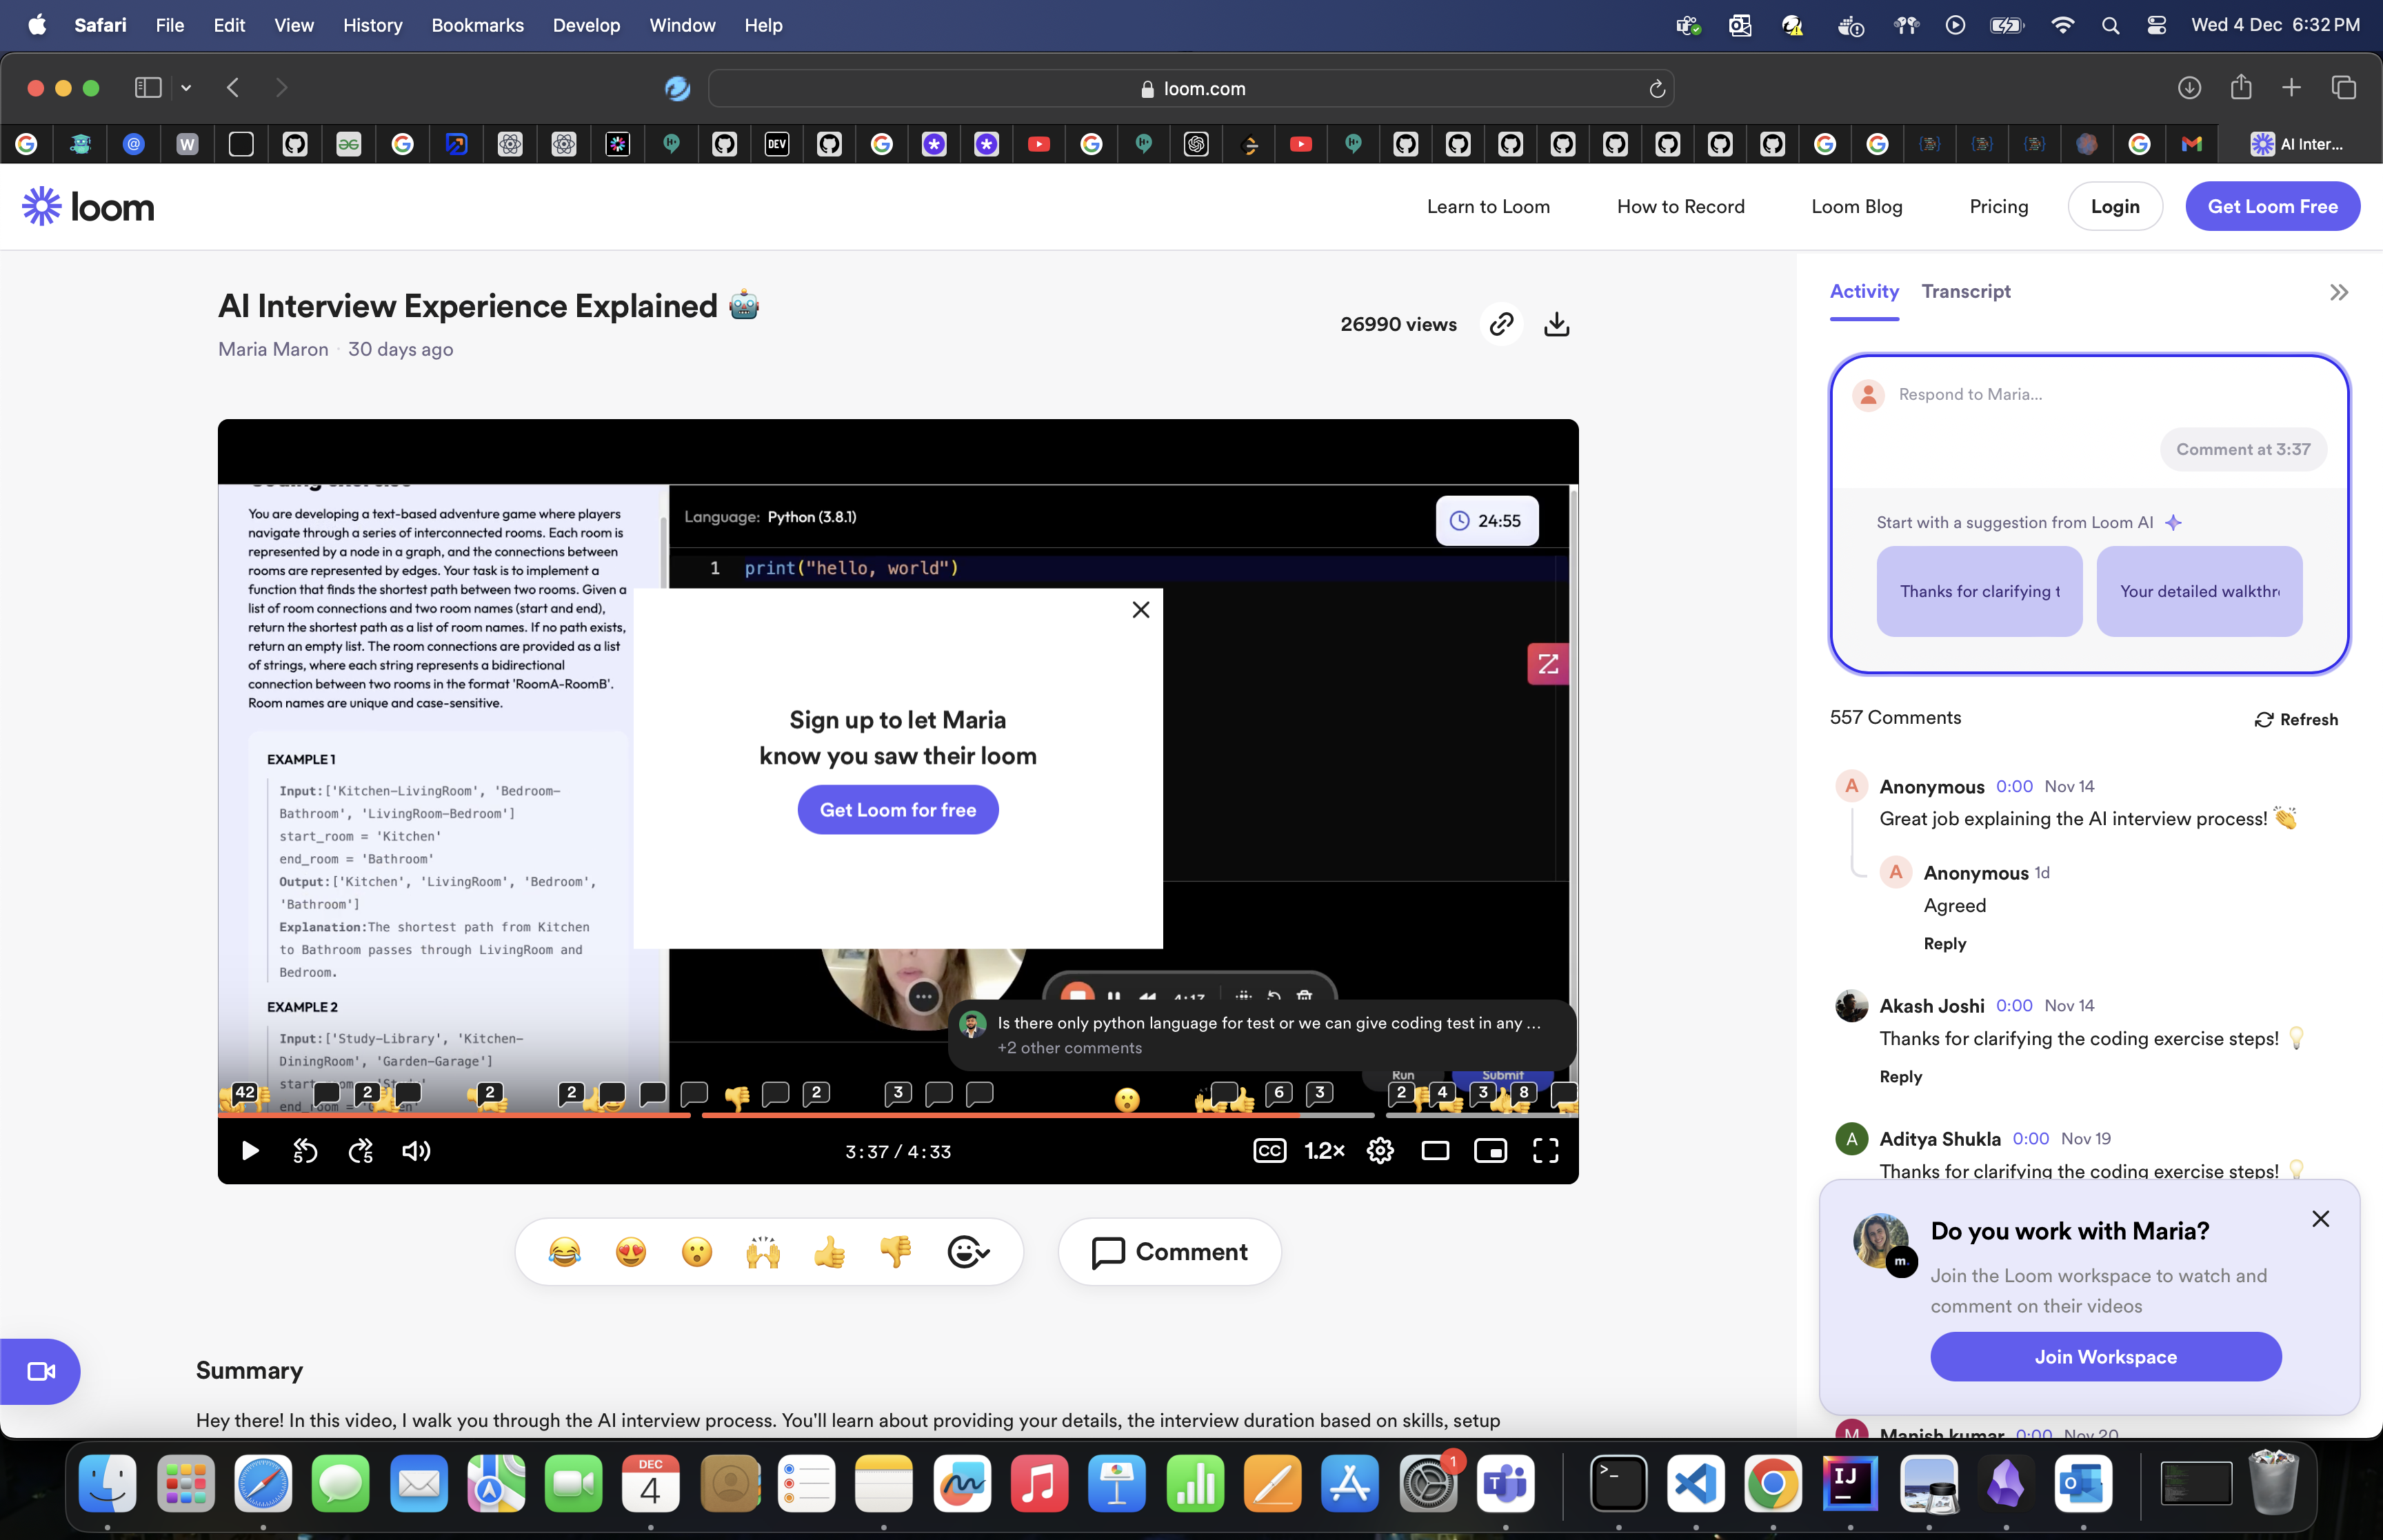 Safari File Edit View History Bookmarks Develop Window Help Wed 4 Dec 6:32 PM
loom.com
AI Inter...
loom
Learn to Loom How to Record Loom Blog Pricing Login Get Loom Free
AI Interview Experience Explained
Maria Maron · 30 days ago
26990 views
Coding exercise
You are developing a text-based adventure game where players
navigate through a series of interconnected rooms. Each room is
represented by a node in a graph, and the connections between
rooms are represented by edges. Your task is to implement a
function that finds the shortest path between two rooms. Given a
list of room connections and two room names (start and end),
return the shortest path as a list of room names. If no path exists,
return an empty list. The room connections are provided as a list
of strings, where each string represents a bidirectional
connection between two rooms in the format 'RoomA-RoomB'.
Room names are unique and case-sensitive.
EXAMPLE 1
Input:['Kitchen-LivingRoom', 'Bedroom-
Bathroom', 'LivingRoom-Bedroom']
start_room = 'Kitchen'
end_room = 'Bathroom'
Output:['Kitchen', 'LivingRoom', 'Bedroom',
'Bathroom']
Explanation:The shortest path from Kitchen
to Bathroom passes through LivingRoom and
Bedroom.
EXAMPLE 2
Input:['Study-Library', 'Kitchen-
DiningRoom', 'Garden-Garage']
Language: Python (3.8.1)
24:55
1 print("hello, world")
Sign up to let Maria
know you saw their loom
Get Loom for free
4:17
Is there only python language for test or we can give coding test in any ...
+2 other comments
Run Submit
42 2 2 2 2 3 6 3 2 4 3 8
5 5 3:37 / 4:33 CC 1.2×
Comment
Summary
Hey there! In this video, I walk you through the AI interview process. You'll learn about providing your details, the interview duration based on skills, setup
Activity Transcript
Respond to Maria...
Comment at 3:37
Start with a suggestion from Loom AI
Thanks for clarifying t
Your detailed walkthr
557 Comments Refresh
A Anonymous 0:00 Nov 14
Great job explaining the AI interview process!
A Anonymous 1d
Agreed
Reply
Akash Joshi 0:00 Nov 14
Thanks for clarifying the coding exercise steps!
Reply
A Aditya Shukla 0:00 Nov 19
Thanks for clarifying the coding exercise steps!
Do you work with Maria?
m.
Join the Loom workspace to watch and
comment on their videos
Join Workspace
M Manish kumar 0:00 Nov 20
DEC
4
1
IJ